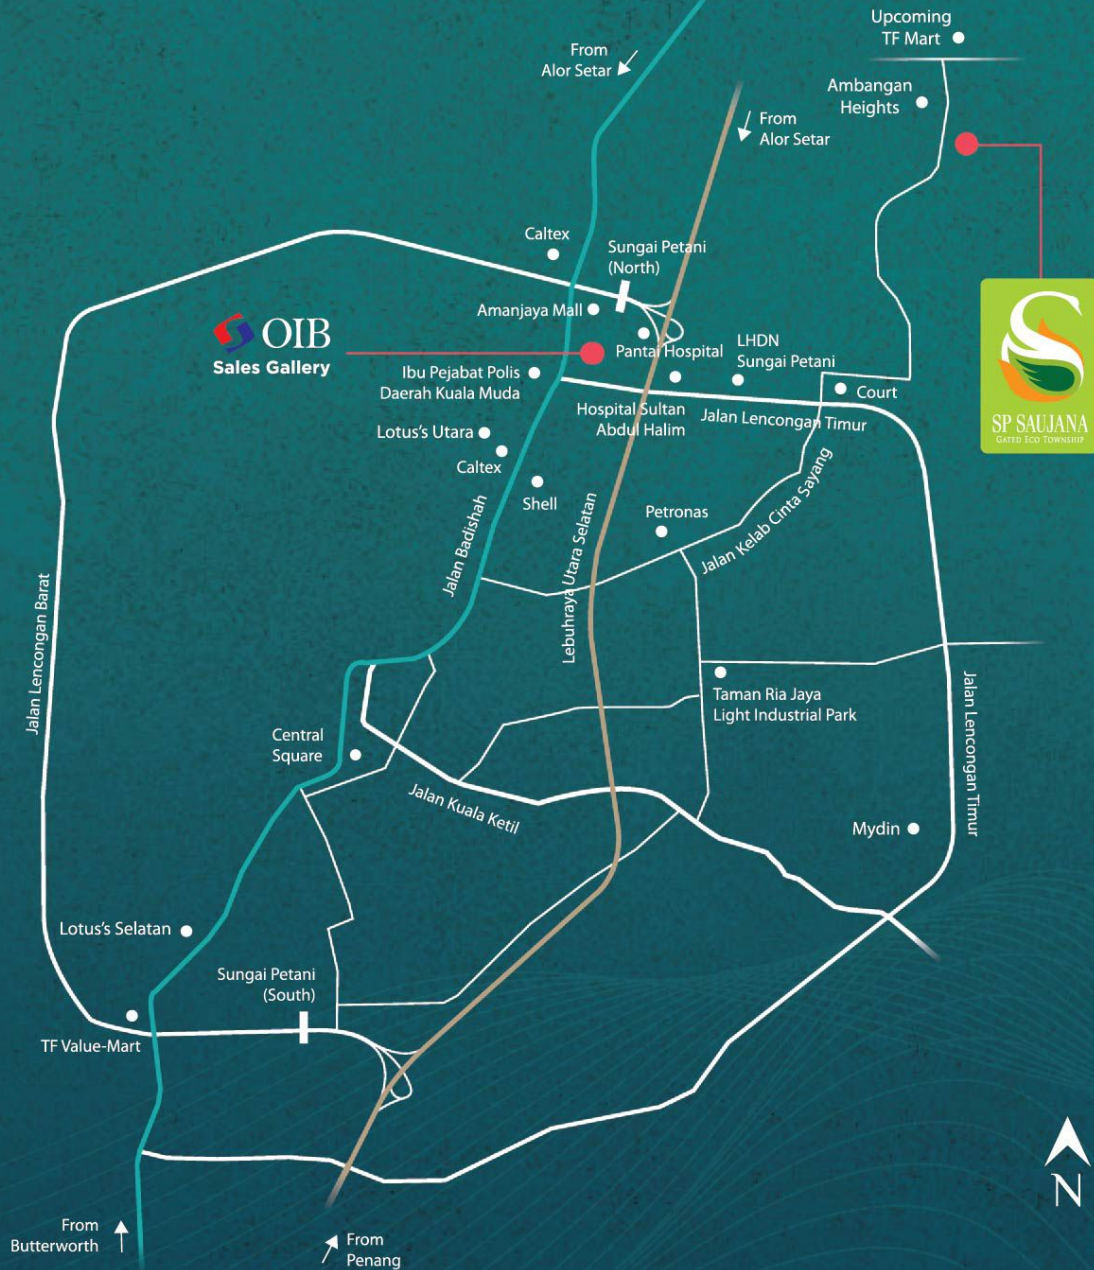 Upcoming
TF Mart
From
Alor Setar
Ambangan
Heights
From
Alor Setar
Caltex
Sungai Petani
(North)
Amanjaya Mall
OIB
Sales Gallery
Pantai Hospital
LHDN
Sungai Petani
Ibu Pejabat Polis
Daerah Kuala Muda
Court
Hospital Sultan
Abdul Halim
Jalan Lencongan Timur
SP SAUJANA
GATED ECO TOWNSHIP
Lotus's Utara
Caltex
Shell
Jalan Badishah
Lebuhraya Utara Selatan
Petronas
Jalan Kelab Cinta Sayang
Jalan Lencongan Barat
Taman Ria Jaya
Light Industrial Park
Jalan Lencongan Timur
Central
Square
Jalan Kuala Ketil
Mydin
Lotus's Selatan
Sungai Petani
(South)
TF Value-Mart
N
From
Butterworth
From
Penang